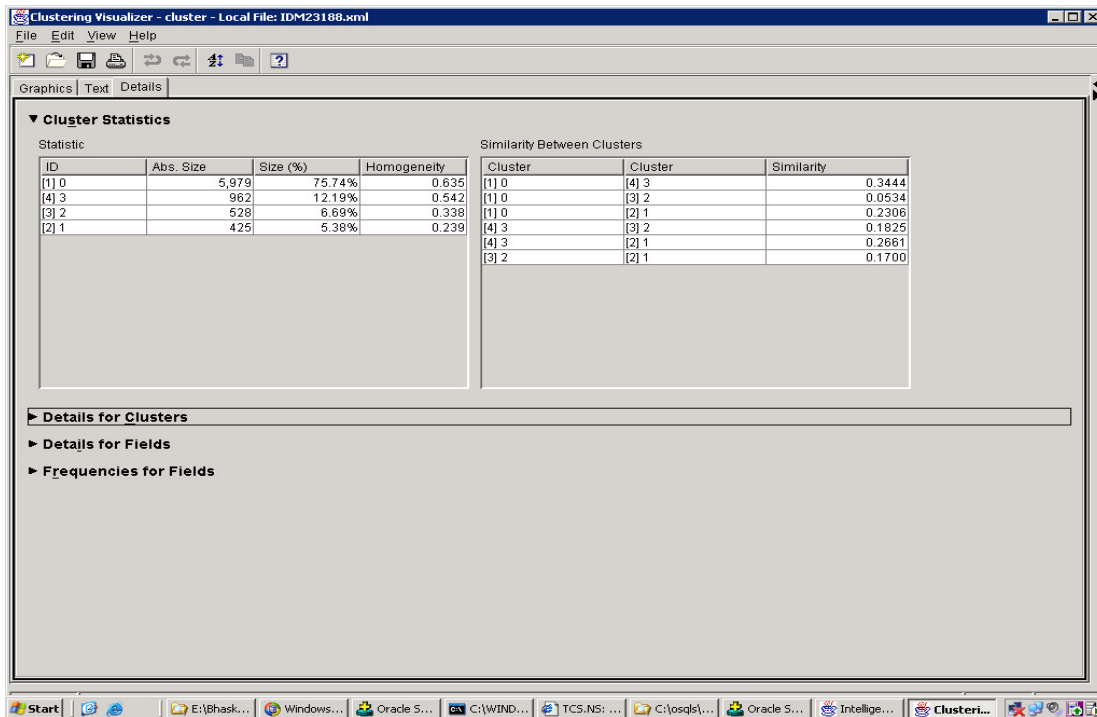 Clustering Visualizer - cluster - Local File: IDM23188.xml
File Edit View Help
Graphics Text Details
Cluster Statistics
Statistic
ID Abs. Size Size (%) Homogeneity
[1] 0 5,979 75.74% 0.635
[4] 3 962 12.19% 0.542
[3] 2 528 6.69% 0.338
[2] 1 425 5.38% 0.239
Similarity Between Clusters
Cluster Cluster Similarity
[1] 0 [4] 3 0.3444
[1] 0 [3] 2 0.0534
[1] 0 [2] 1 0.2306
[4] 3 [3] 2 0.1825
[4] 3 [2] 1 0.2661
[3] 2 [2] 1 0.1700
Details for Clusters
Details for Fields
Frequencies for Fields
Start E:\Bhask... Windows... Oracle S... C:\WIND... TCS.NS: ... C:\osqls\... Oracle S... Intellige... Clusteri...